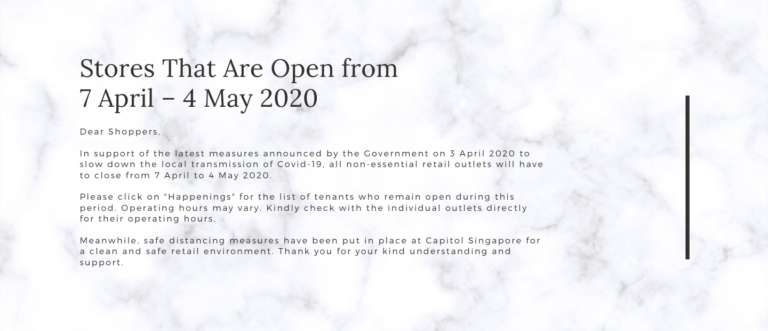 Stores That Are Open from
7 April – 4 May 2020
Dear Shoppers,
In support of the latest measures announced by the Government on 3 April 2020 to
slow down the local transmission of Covid-19, all non-essential retail outlets will have
to close from 7 April to 4 May 2020.
Please click on "Happenings" for the list of tenants who remain open during this
period. Operating hours may vary. Kindly check with the individual outlets directly
for their operating hours.
Meanwhile, safe distancing measures have been put in place at Capitol Singapore for
a clean and safe retail environment. Thank you for your kind understanding and
support.